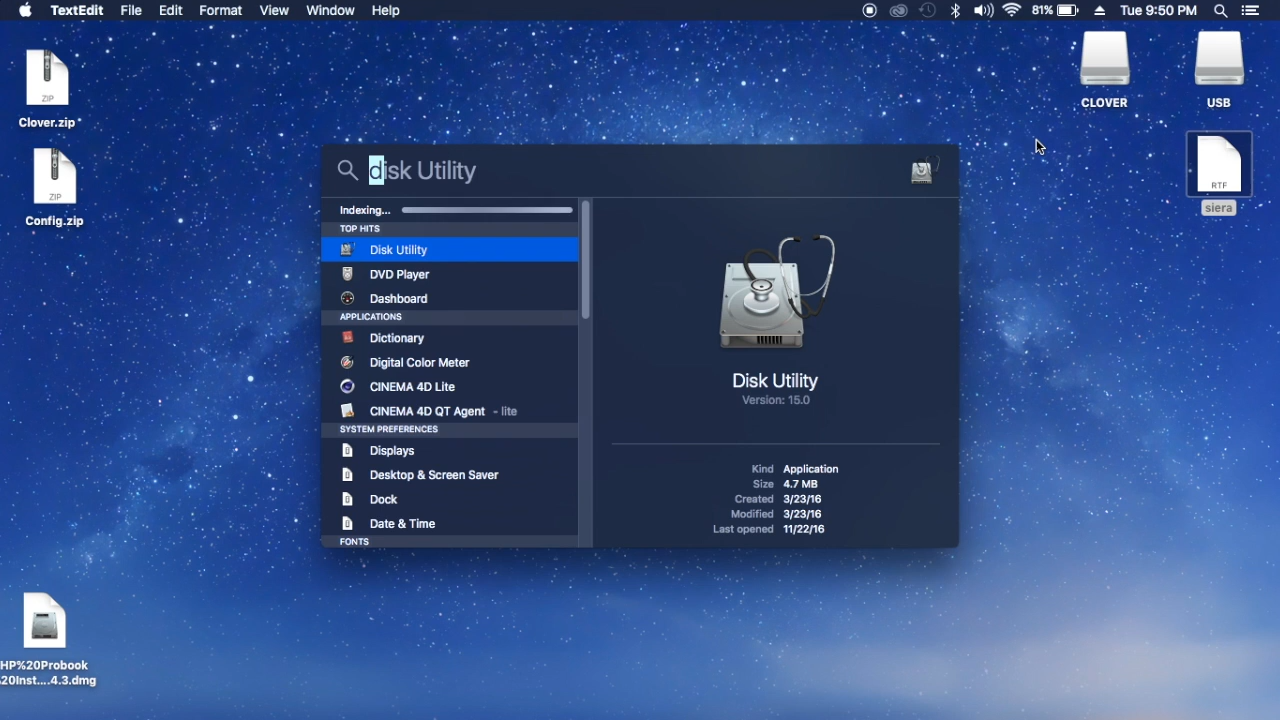 TextEdit File Edit Format View Window Help 81% Tue 9:50 PM
ZIP
Clover.zip
ZIP
Config.zip
HP%20Probook
%20Inst....4.3.dmg
CLOVER
USB
RTF
siera
disk Utility
Indexing...
TOP HITS
Disk Utility
DVD Player
Dashboard
APPLICATIONS
Dictionary
Digital Color Meter
CINEMA 4D Lite
CINEMA 4D QT Agent - lite
SYSTEM PREFERENCES
Displays
Desktop & Screen Saver
Dock
Date & Time
FONTS
Disk Utility
Version: 15.0
Kind Application
Size 4.7 MB
Created 3/23/16
Modified 3/23/16
Last opened 11/22/16